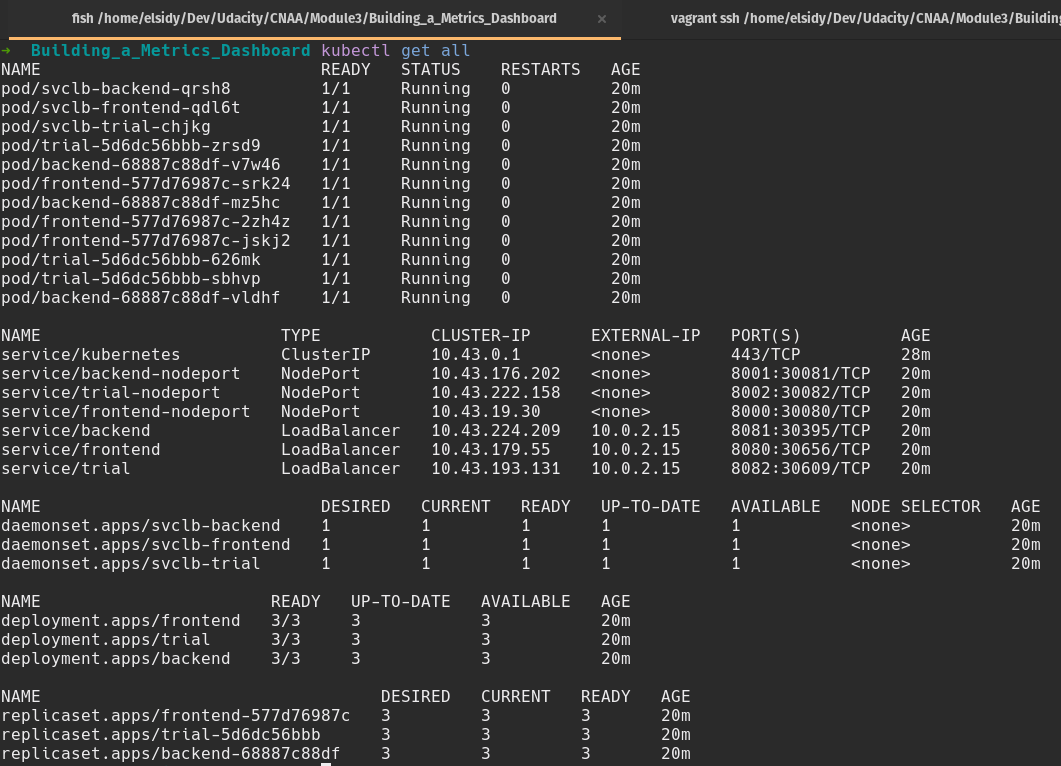 fish /home/elsidy/Dev/Udacity/CNAA/Module3/Building_a_Metrics_Dashboard × vagrant ssh /home/elsidy/Dev/Udacity/CNAA/Module3/Building
→ Building_a_Metrics_Dashboard kubectl get all
NAME READY STATUS RESTARTS AGE
pod/svclb-backend-qrsh8 1/1 Running 0 20m
pod/svclb-frontend-qdl6t 1/1 Running 0 20m
pod/svclb-trial-chjkg 1/1 Running 0 20m
pod/trial-5d6dc56bbb-zrsd9 1/1 Running 0 20m
pod/backend-68887c88df-v7w46 1/1 Running 0 20m
pod/frontend-577d76987c-srk24 1/1 Running 0 20m
pod/backend-68887c88df-mz5hc 1/1 Running 0 20m
pod/frontend-577d76987c-2zh4z 1/1 Running 0 20m
pod/frontend-577d76987c-jskj2 1/1 Running 0 20m
pod/trial-5d6dc56bbb-626mk 1/1 Running 0 20m
pod/trial-5d6dc56bbb-sbhvp 1/1 Running 0 20m
pod/backend-68887c88df-vldhf 1/1 Running 0 20m
NAME TYPE CLUSTER-IP EXTERNAL-IP PORT(S) AGE
service/kubernetes ClusterIP 10.43.0.1 <none> 443/TCP 28m
service/backend-nodeport NodePort 10.43.176.202 <none> 8001:30081/TCP 20m
service/trial-nodeport NodePort 10.43.222.158 <none> 8002:30082/TCP 20m
service/frontend-nodeport NodePort 10.43.19.30 <none> 8000:30080/TCP 20m
service/backend LoadBalancer 10.43.224.209 10.0.2.15 8081:30395/TCP 20m
service/frontend LoadBalancer 10.43.179.55 10.0.2.15 8080:30656/TCP 20m
service/trial LoadBalancer 10.43.193.131 10.0.2.15 8082:30609/TCP 20m
NAME DESIRED CURRENT READY UP-TO-DATE AVAILABLE NODE SELECTOR AGE
daemonset.apps/svclb-backend 1 1 1 1 1 <none> 20m
daemonset.apps/svclb-frontend 1 1 1 1 1 <none> 20m
daemonset.apps/svclb-trial 1 1 1 1 1 <none> 20m
NAME READY UP-TO-DATE AVAILABLE AGE
deployment.apps/frontend 3/3 3 3 20m
deployment.apps/trial 3/3 3 3 20m
deployment.apps/backend 3/3 3 3 20m
NAME DESIRED CURRENT READY AGE
replicaset.apps/frontend-577d76987c 3 3 3 20m
replicaset.apps/trial-5d6dc56bbb 3 3 3 20m
replicaset.apps/backend-68887c88df 3 3 3 20m